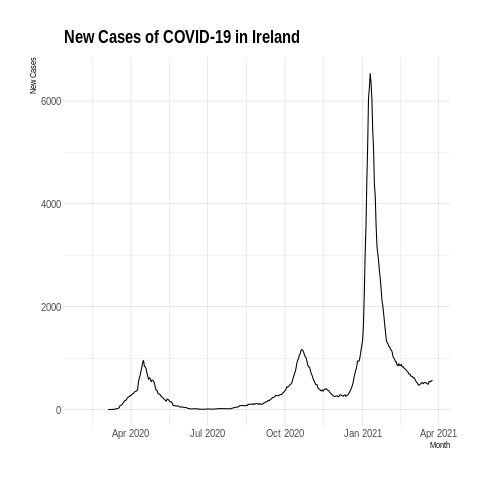 New Cases of COVID-19 in Ireland
New Cases
6000
4000
2000
0
Apr 2020 Jul 2020 Oct 2020 Jan 2021 Apr 2021
Month